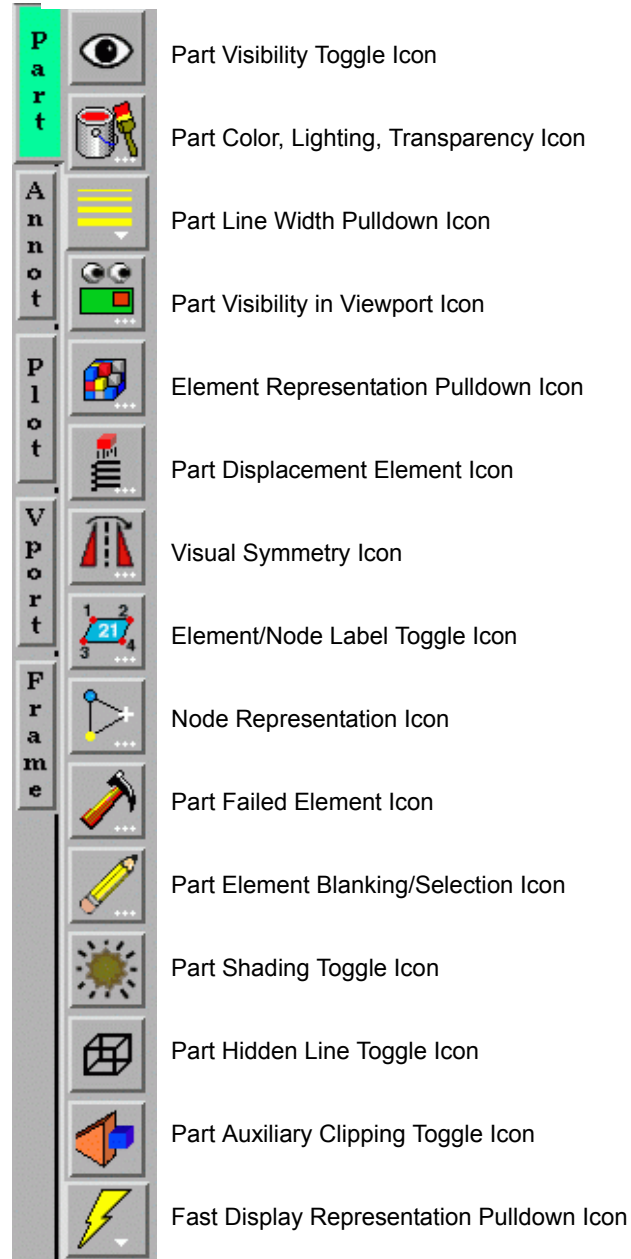 Part
Annot
Plot
Vport
Frame
Part Visibility Toggle Icon
Part Color, Lighting, Transparency Icon
Part Line Width Pulldown Icon
Part Visibility in Viewport Icon
Element Representation Pulldown Icon
Part Displacement Element Icon
Visual Symmetry Icon
1 2
21
3 4
Element/Node Label Toggle Icon
Node Representation Icon
Part Failed Element Icon
Part Element Blanking/Selection Icon
Part Shading Toggle Icon
Part Hidden Line Toggle Icon
Part Auxiliary Clipping Toggle Icon
Fast Display Representation Pulldown Icon